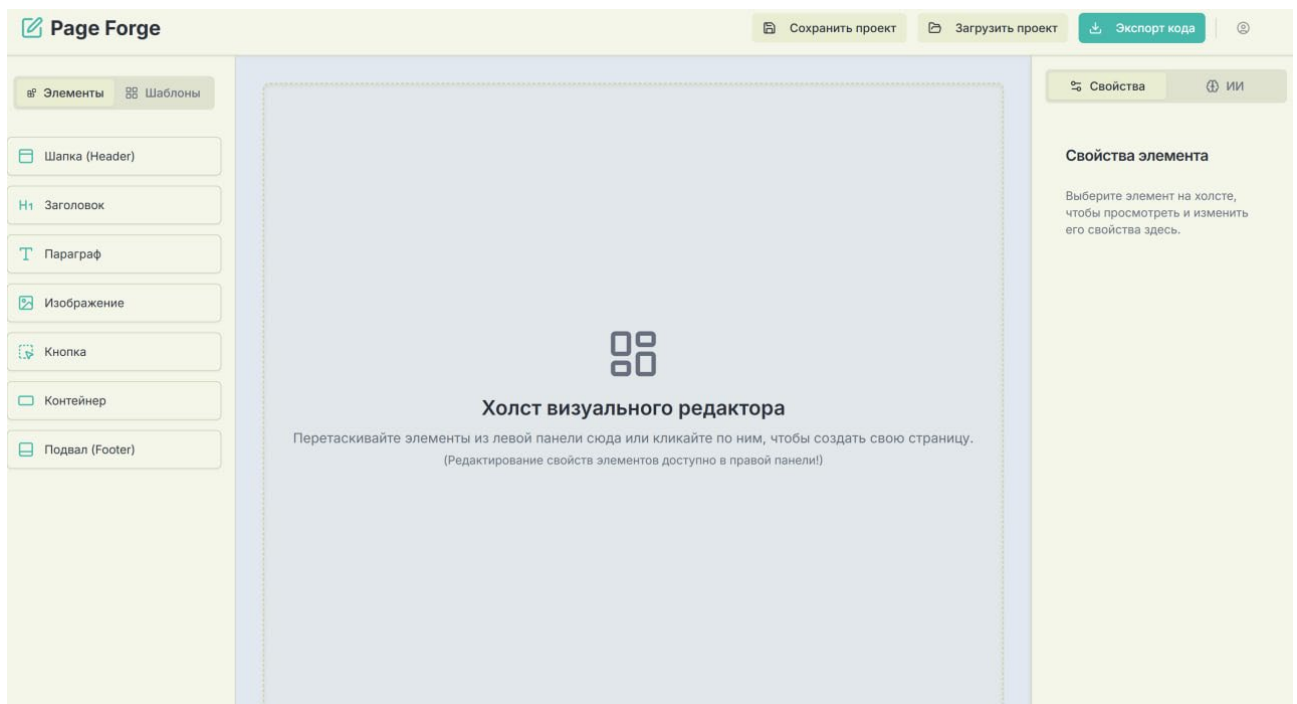 Page Forge
Сохранить проект
Загрузить проект
Экспорт кода
Элементы
Шаблоны
Шапка (Header)
H1 Заголовок
Параграф
Изображение
Кнопка
Контейнер
Подвал (Footer)
Холст визуального редактора
Перетаскивайте элементы из левой панели сюда или кликайте по ним, чтобы создать свою страницу.
(Редактирование свойств элементов доступно в правой панели!)
Свойства
ИИ
Свойства элемента
Выберите элемент на холсте,
чтобы просмотреть и изменить
его свойства здесь.